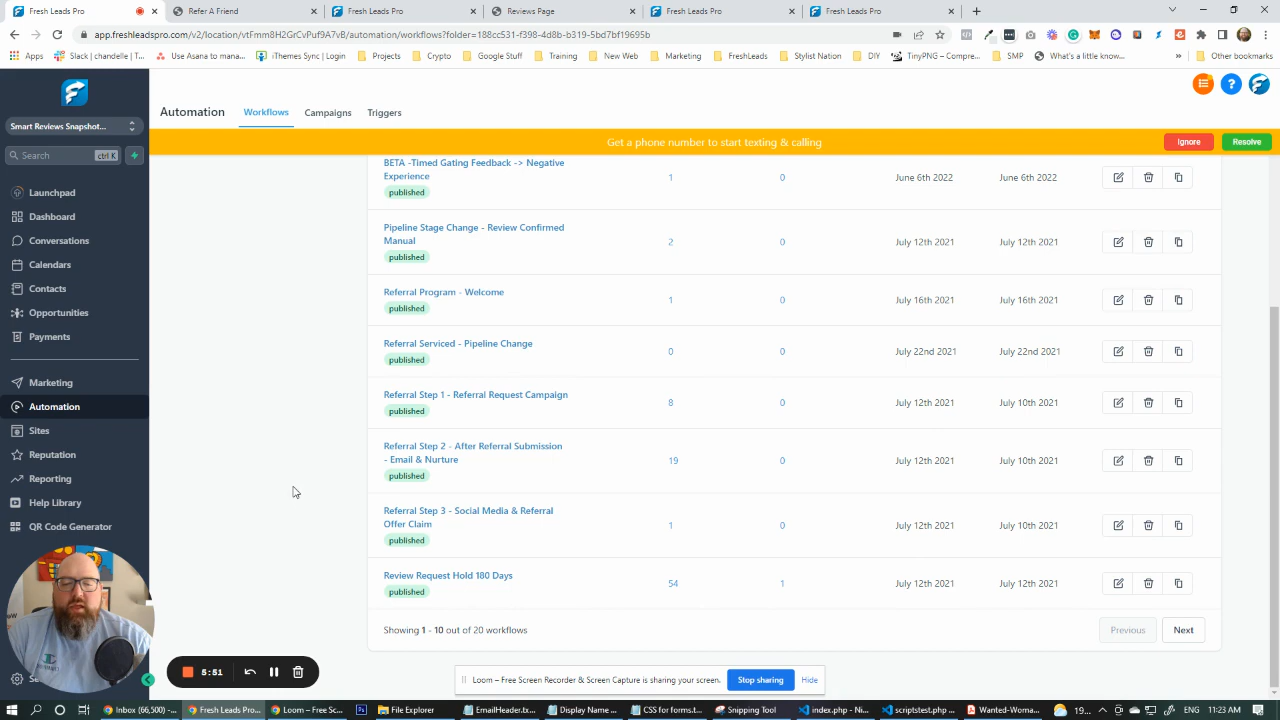 Fresh Leads Pro
Refer A Friend
Fresh Leads Pro
Reviews Page
Fresh Leads Pro
Fresh Leads Pro
app.freshleadspro.com/v2/location/vtFmm8H2GrCvPuf9A7vB/automation/workflows?folder=188cc531-f398-4d8b-b319-5bd7bf19695b
Apps
Slack | chandelle | T...
Use Asana to mana...
iThemes Sync | Login
Projects
Crypto
Google Stuff
Training
New Web
Marketing
FreshLeads
Stylist Nation
DIY
TinyPNG – Compre...
SMP
What's a little know...
Other bookmarks
Automation
Workflows
Campaigns
Triggers
Smart Reviews Snapshot...
Get a phone number to start texting & calling
Ignore
Resolve
Search
ctrl K
Launchpad
Dashboard
Conversations
Calendars
Contacts
Opportunities
Payments
Marketing
Automation
Sites
Reputation
Reporting
Help Library
QR Code Generator
BETA -Timed Gating Feedback -> Negative
Experience
published
1
0
June 6th 2022
June 6th 2022
Pipeline Stage Change - Review Confirmed
Manual
published
2
0
July 12th 2021
July 12th 2021
Referral Program - Welcome
published
1
0
July 16th 2021
July 16th 2021
Referral Serviced - Pipeline Change
published
0
0
July 22nd 2021
July 22nd 2021
Referral Step 1 - Referral Request Campaign
published
8
0
July 12th 2021
July 10th 2021
Referral Step 2 - After Referral Submission
- Email & Nurture
published
19
0
July 12th 2021
July 10th 2021
Referral Step 3 - Social Media & Referral
Offer Claim
published
1
0
July 12th 2021
July 10th 2021
Review Request Hold 180 Days
published
54
1
July 12th 2021
July 12th 2021
Showing 1 - 10 out of 20 workflows
Previous
Next
5:51
Loom – Free Screen Recorder & Screen Capture is sharing your screen.
Stop sharing
Hide
Inbox (66,500) -...
Fresh Leads Pro -...
Loom – Free Sc...
File Explorer
EmailHeader.tx...
Display Name...
CSS for forms.t...
Snipping Tool
index.php - Ni...
scriptstest.php ...
Wanted-Woma...
1:23 AM